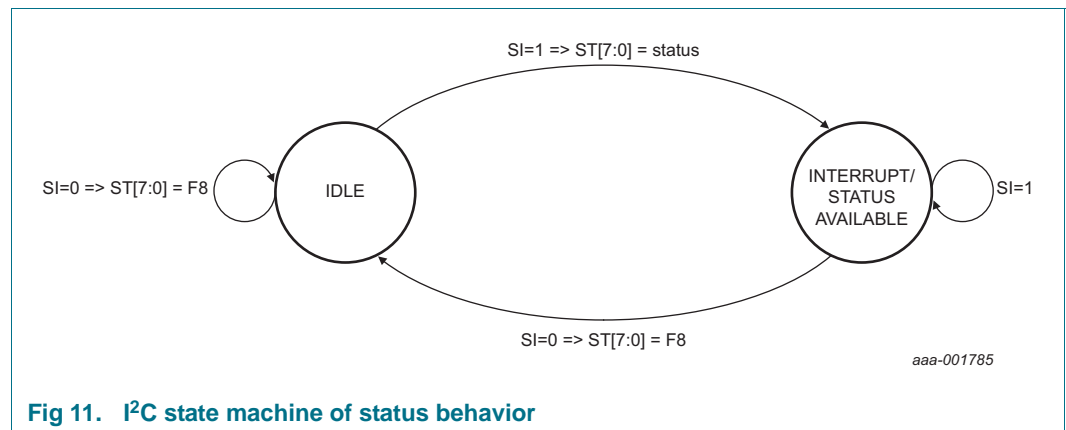 SI=1 => ST[7:0] = status
SI=0 => ST[7:0] = F8
IDLE
INTERRUPT/
STATUS
AVAILABLE
SI=1
SI=0 => ST[7:0] = F8
aaa-001785
Fig 11. I²C state machine of status behavior